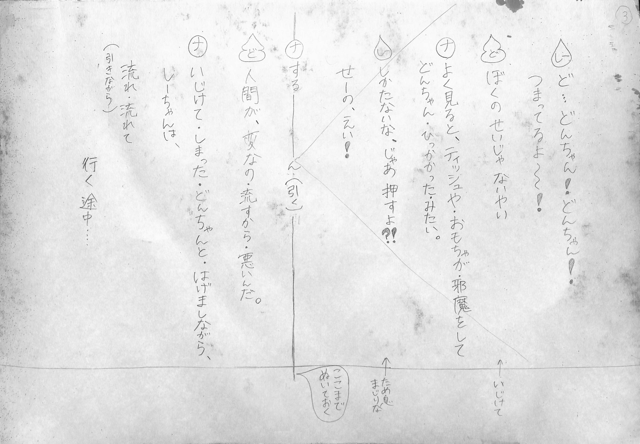 ③
し ど…どんちゃん！どんちゃん！
つまってるよ〜〜！
ど ぼくのせいじゃないやい
←いじけて
ナ よく見ると、ティッシュや・おもちゃが・邪魔をして
どんちゃん・ひっかかったみたい。
し しかたないな、じゃあ押すよ⁇
←ため息まじりな
せーの、えい！
ナ する ― ん（引く）
ここまでぬいておく
ど 人間が、変なの・流すから・悪いんだ。
ナ いじけて・しまった・どんちゃんと・はげましながら、
しーちゃんは、
流れ・流れて
（引きながら）
行く途中…